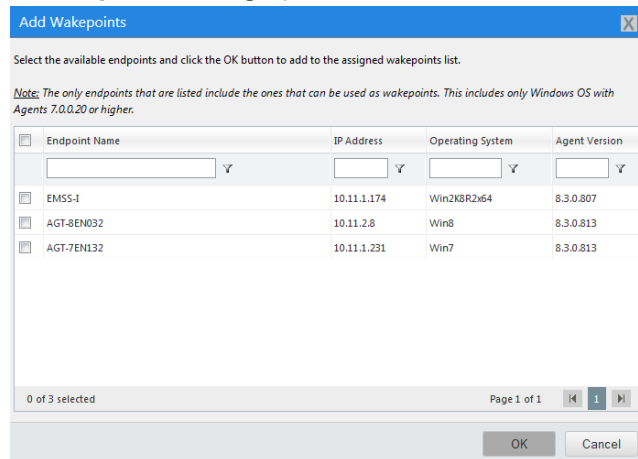 Add Wakepoints
X
Select the available endpoints and click the OK button to add to the assigned wakepoints list.
Note: The only endpoints that are listed include the ones that can be used as wakepoints. This includes only Windows OS with
Agents 7.0.0.20 or higher.
Endpoint Name IP Address Operating System Agent Version
EMSS-I 10.11.1.174 Win2K8R2x64 8.3.0.807
AGT-8EN032 10.11.2.8 Win8 8.3.0.813
AGT-7EN132 10.11.1.231 Win7 8.3.0.813
0 of 3 selected Page 1 of 1 1
OK Cancel